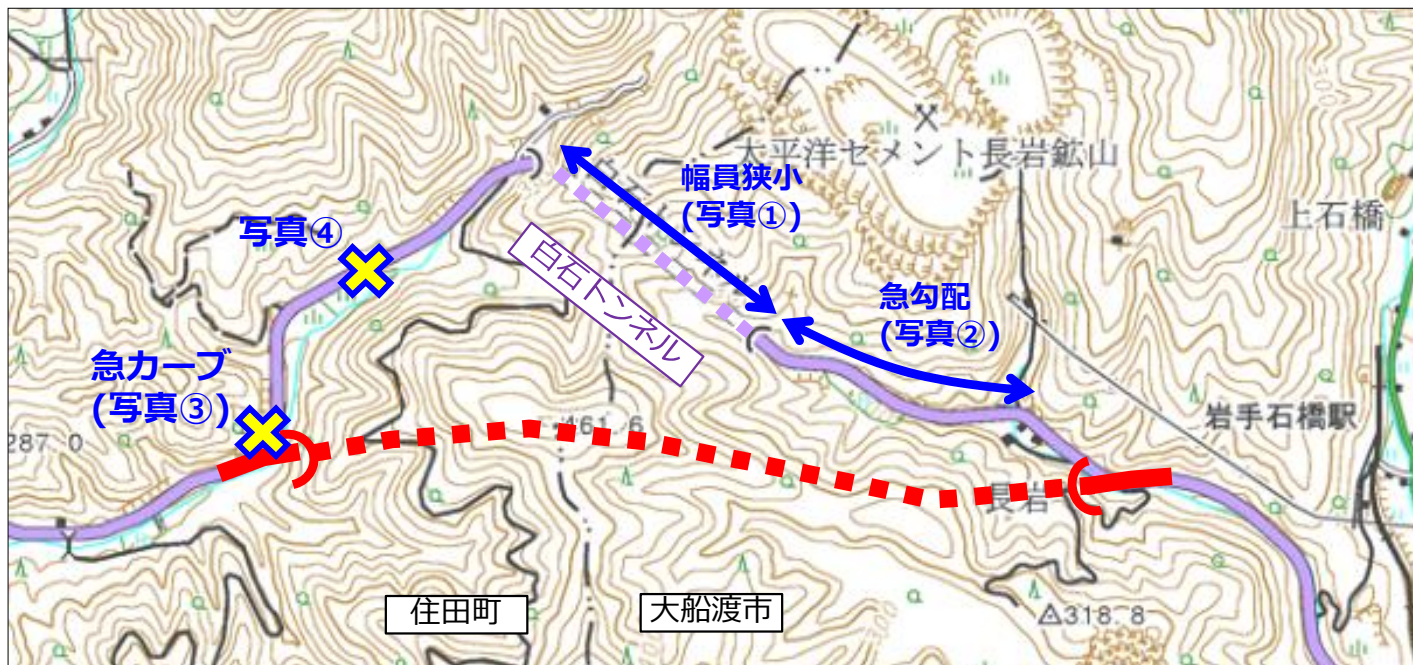 太平洋セメント長岩鉱山
幅員狭小
(写真①)
上石橋
写真④
白石トンネル
急勾配
(写真②)
急カーブ
(写真③)
287.0
461.6
岩手石橋駅
長岩
住田町
大船渡市
318.8